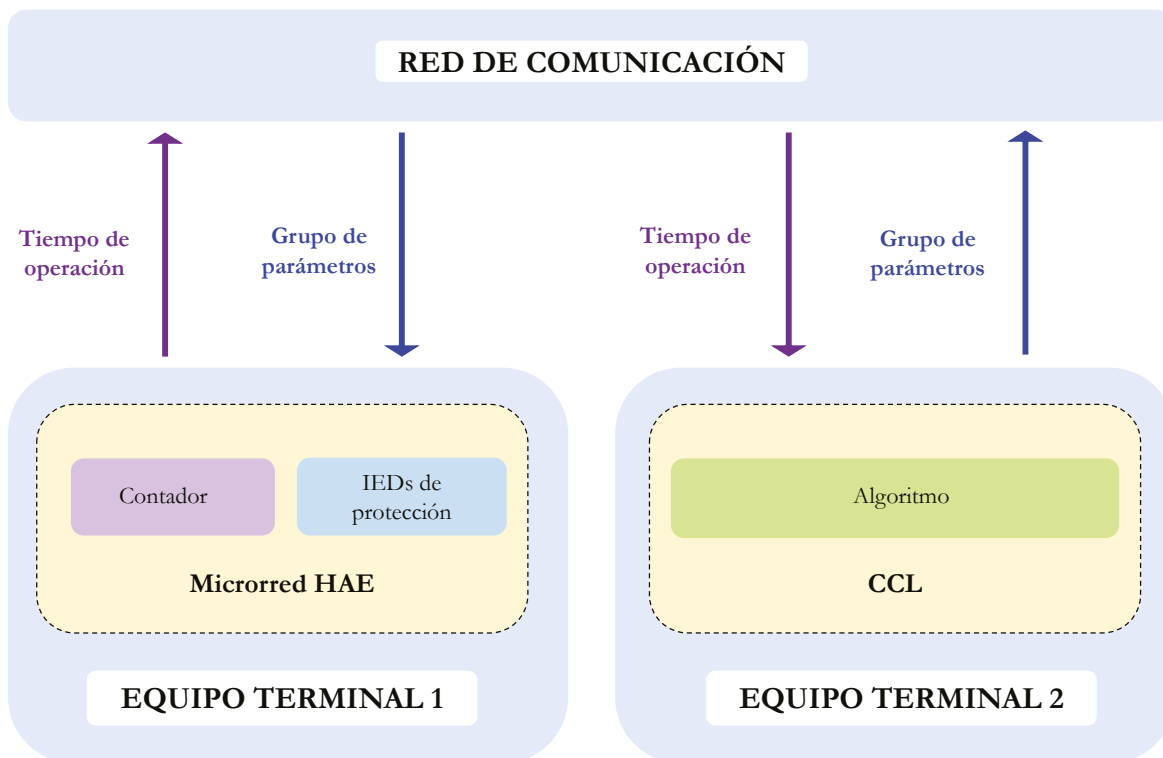 RED DE COMUNICACIÓN
Tiempo de
operación
Grupo de
parámetros
Tiempo de
operación
Grupo de
parámetros
Contador
IEDs de
protección
Microrred HAE
Algoritmo
CCL
EQUIPO TERMINAL 1
EQUIPO TERMINAL 2